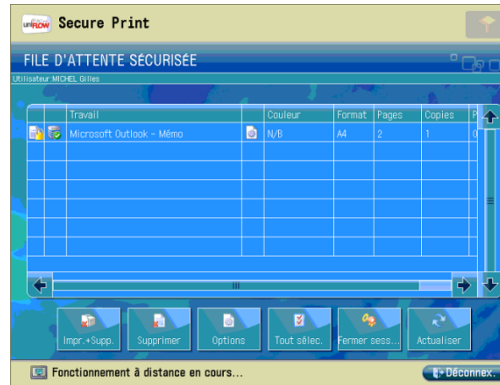 uniFLOW Secure Print
FILE D'ATTENTE SÉCURISÉE
Utilisateur:MICHEL Gilles
Travail Couleur Format Pages Copies P
Microsoft Outlook - Mémo N/B A4 2 1 0
Impr.+Supp. Supprimer Options Tout sélec. Fermer sess... Actualiser
Fonctionnement à distance en cours... Déconnex.